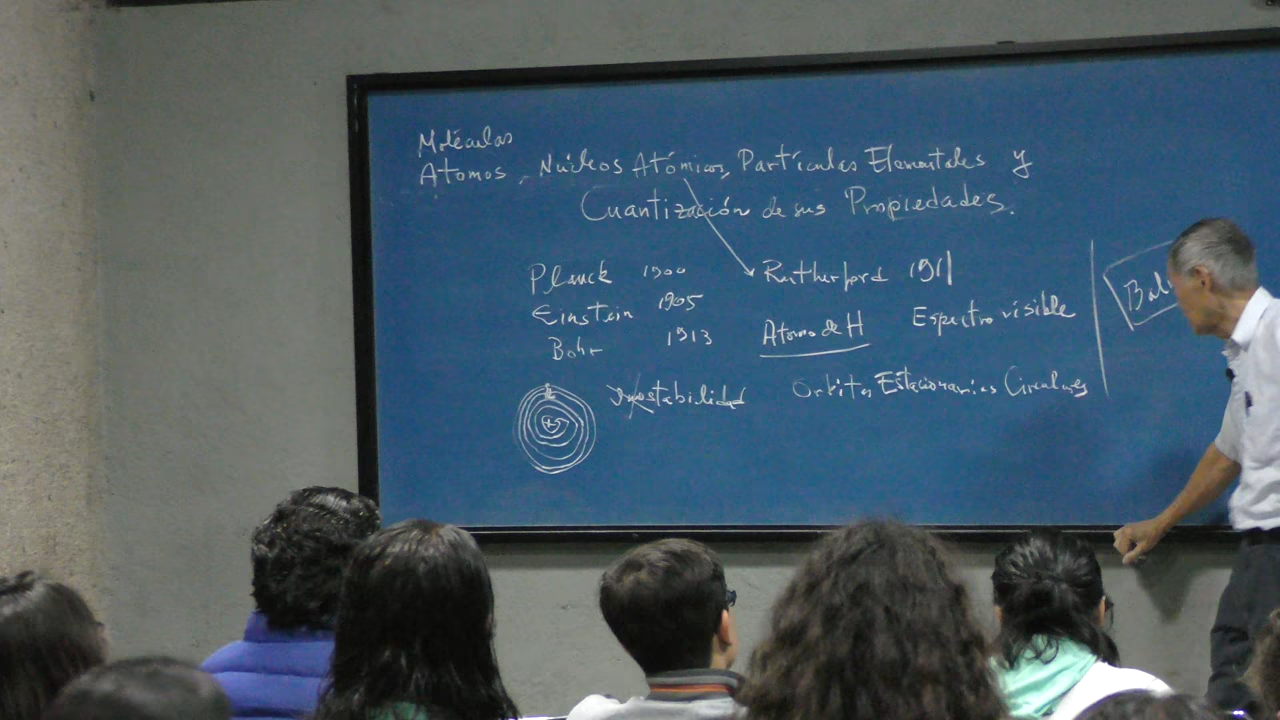 Moléculas
Atomos, Núcleos Atómicos, Partículas Elementales y
Cuantización de sus Propiedades.
Planck 1900 Rutherford 1911
Einstein 1905
Bohr 1913 Atomo de H Espectro visible
Inestabilidad Orbitas Estacionarias Circulares
Bal